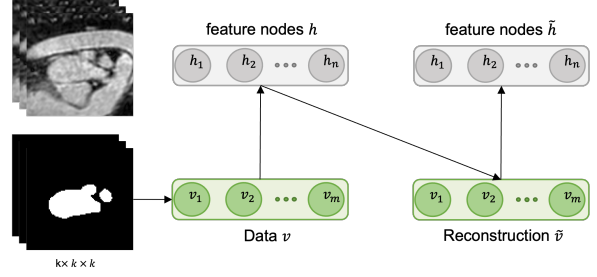 feature nodes h
feature nodes h̃
h₁ h₂ hₙ
h₁ h₂ hₙ
v₁ v₂ vₘ
v₁ v₂ vₘ
Data v
Reconstruction ṽ
k× k × k